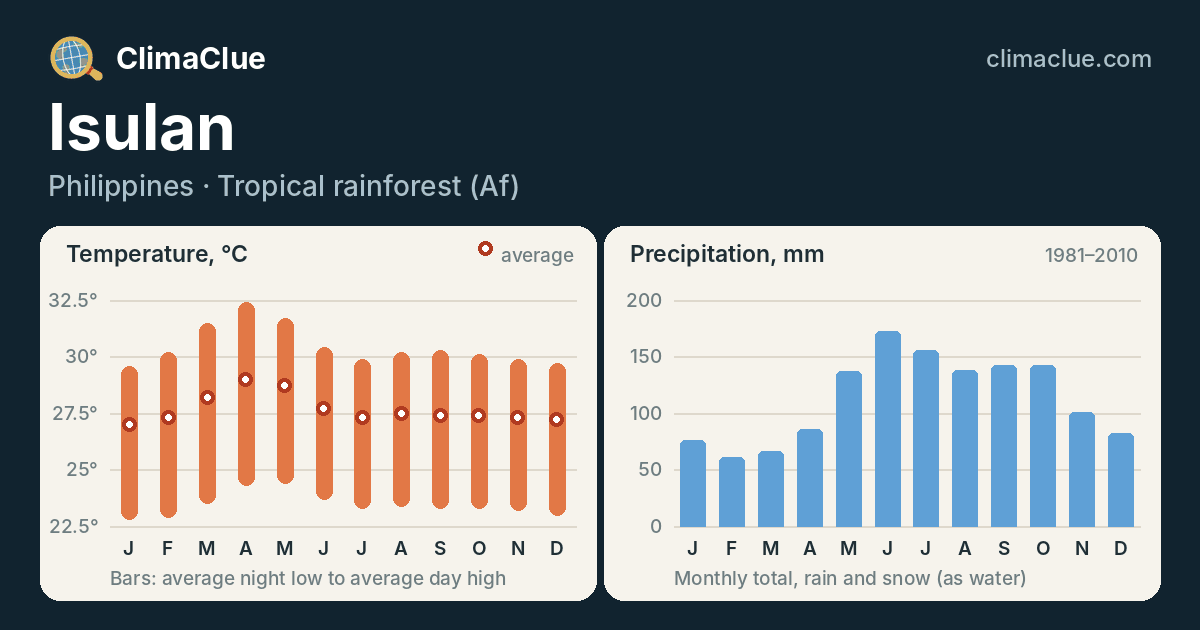 ClimaClue
climaclue.com
Isulan
Philippines · Tropical rainforest (Af)
Temperature, °C
average
32.5°
30°
27.5°
25°
22.5°
J F M A M J J A S O N D
Bars: average night low to average day high
Precipitation, mm
1981–2010
200
150
100
50
0
J F M A M J J A S O N D
Monthly total, rain and snow (as water)